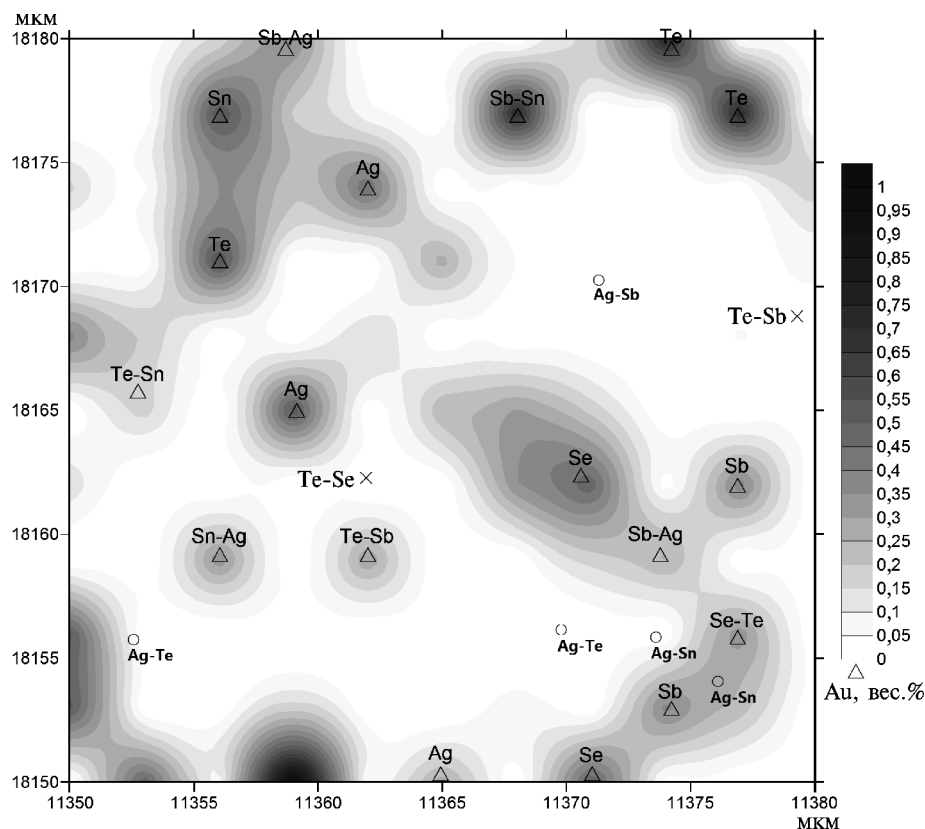 МКМ
18180
Sb-Ag
Te
Sn
Sb-Sn
Te
18175
Ag
1
0,95
0,9
0,85
0,8
0,75
0,7
0,65
0,6
0,55
0,5
0,45
0,4
0,35
0,3
0,25
0,2
0,15
0,1
0,05
0
Au, вес.%
Te
18170
Ag-Sb
Te-Sb
Te-Sn
Ag
18165
Te-Se
Se
Sb
Sn-Ag
Te-Sb
Sb-Ag
18160
Ag-Te
Ag-Te
Ag-Sn
Se-Te
18155
Sb
Ag-Sn
Ag
Se
18150
11350
11355
11360
11365
11370
11375
11380
МКМ